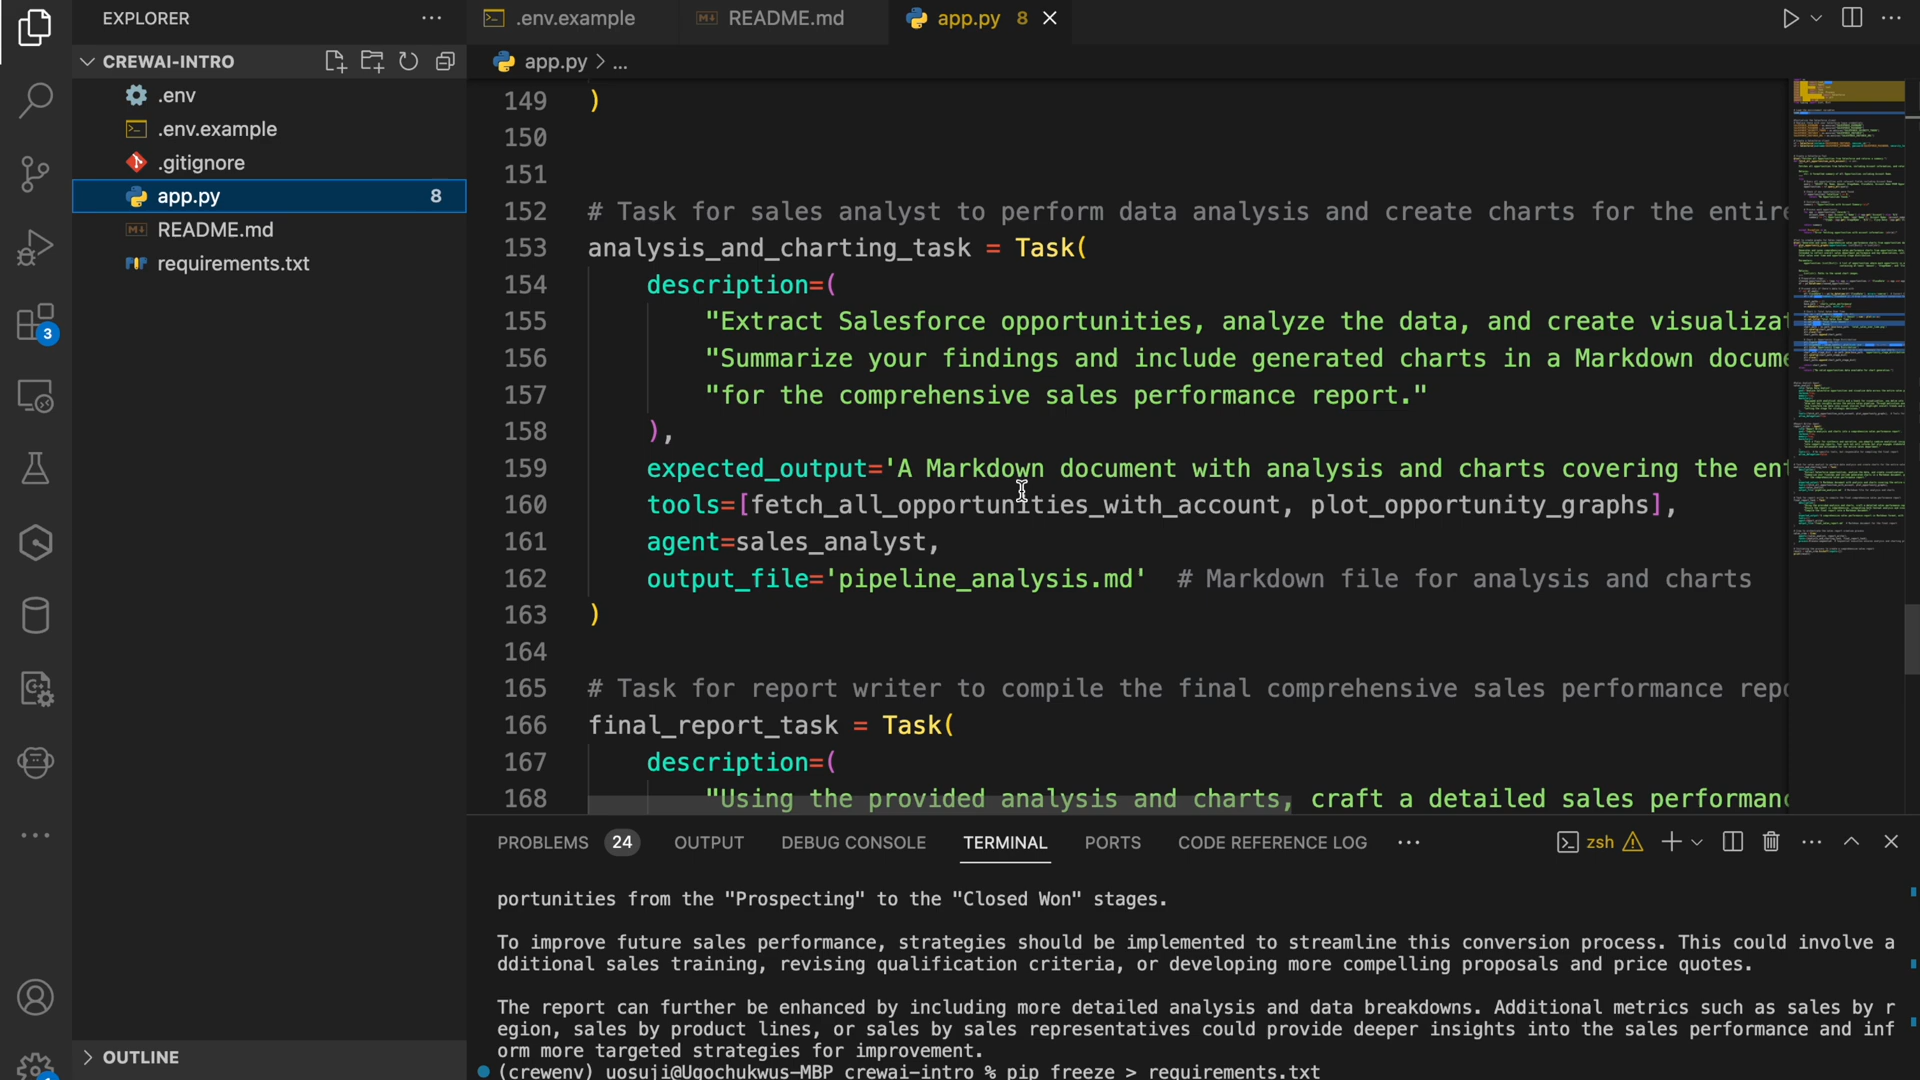 EXPLORER
.env.example
README.md
app.py 8
CREWAI-INTRO
app.py > ...
.env
.env.example
.gitignore
app.py 8
README.md
requirements.txt
3
149 )
150
151
152 # Task for sales analyst to perform data analysis and create charts for the entire
153 analysis_and_charting_task = Task(
154 description=(
155 "Extract Salesforce opportunities, analyze the data, and create visualizat
156 "Summarize your findings and include generated charts in a Markdown docume
157 "for the comprehensive sales performance report."
158 ),
159 expected_output='A Markdown document with analysis and charts covering the ent
160 tools=[fetch_all_opportunities_with_account, plot_opportunity_graphs],
161 agent=sales_analyst,
162 output_file='pipeline_analysis.md' # Markdown file for analysis and charts
163 )
164
165 # Task for report writer to compile the final comprehensive sales performance repo
166 final_report_task = Task(
167 description=(
168 "Using the provided analysis and charts, craft a detailed sales performanc
PROBLEMS 24 OUTPUT DEBUG CONSOLE TERMINAL PORTS CODE REFERENCE LOG ... zsh
portunities from the "Prospecting" to the "Closed Won" stages.
To improve future sales performance, strategies should be implemented to streamline this conversion process. This could involve a
dditional sales training, revising qualification criteria, or developing more compelling proposals and price quotes.
The report can further be enhanced by including more detailed analysis and data breakdowns. Additional metrics such as sales by r
egion, sales by product lines, or sales by sales representatives could provide deeper insights into the sales performance and inf
orm more targeted strategies for improvement.
(crewenv) uosuji@Ugochukwus-MBP crewai-intro % pip freeze > requirements.txt
OUTLINE